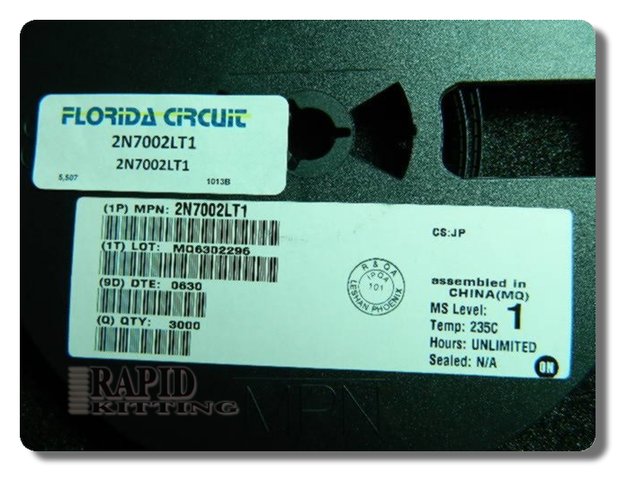 FLORIDA CIRCUIT
2N7002LT1
2N7002LT1
5,507 1013B
(1P) MPN: 2N7002LT1
(1T) LOT: MQ6302296
(9D) DTE: 0630
(Q) QTY: 3000
CS:JP
R & QA
IPQA
101
LESHAN PHOENIX
assembled in
CHINA(MQ)
MS Level: 1
Temp: 235C
Hours: UNLIMITED
Sealed: N/A
ON
RAPID
KITTING
MPN